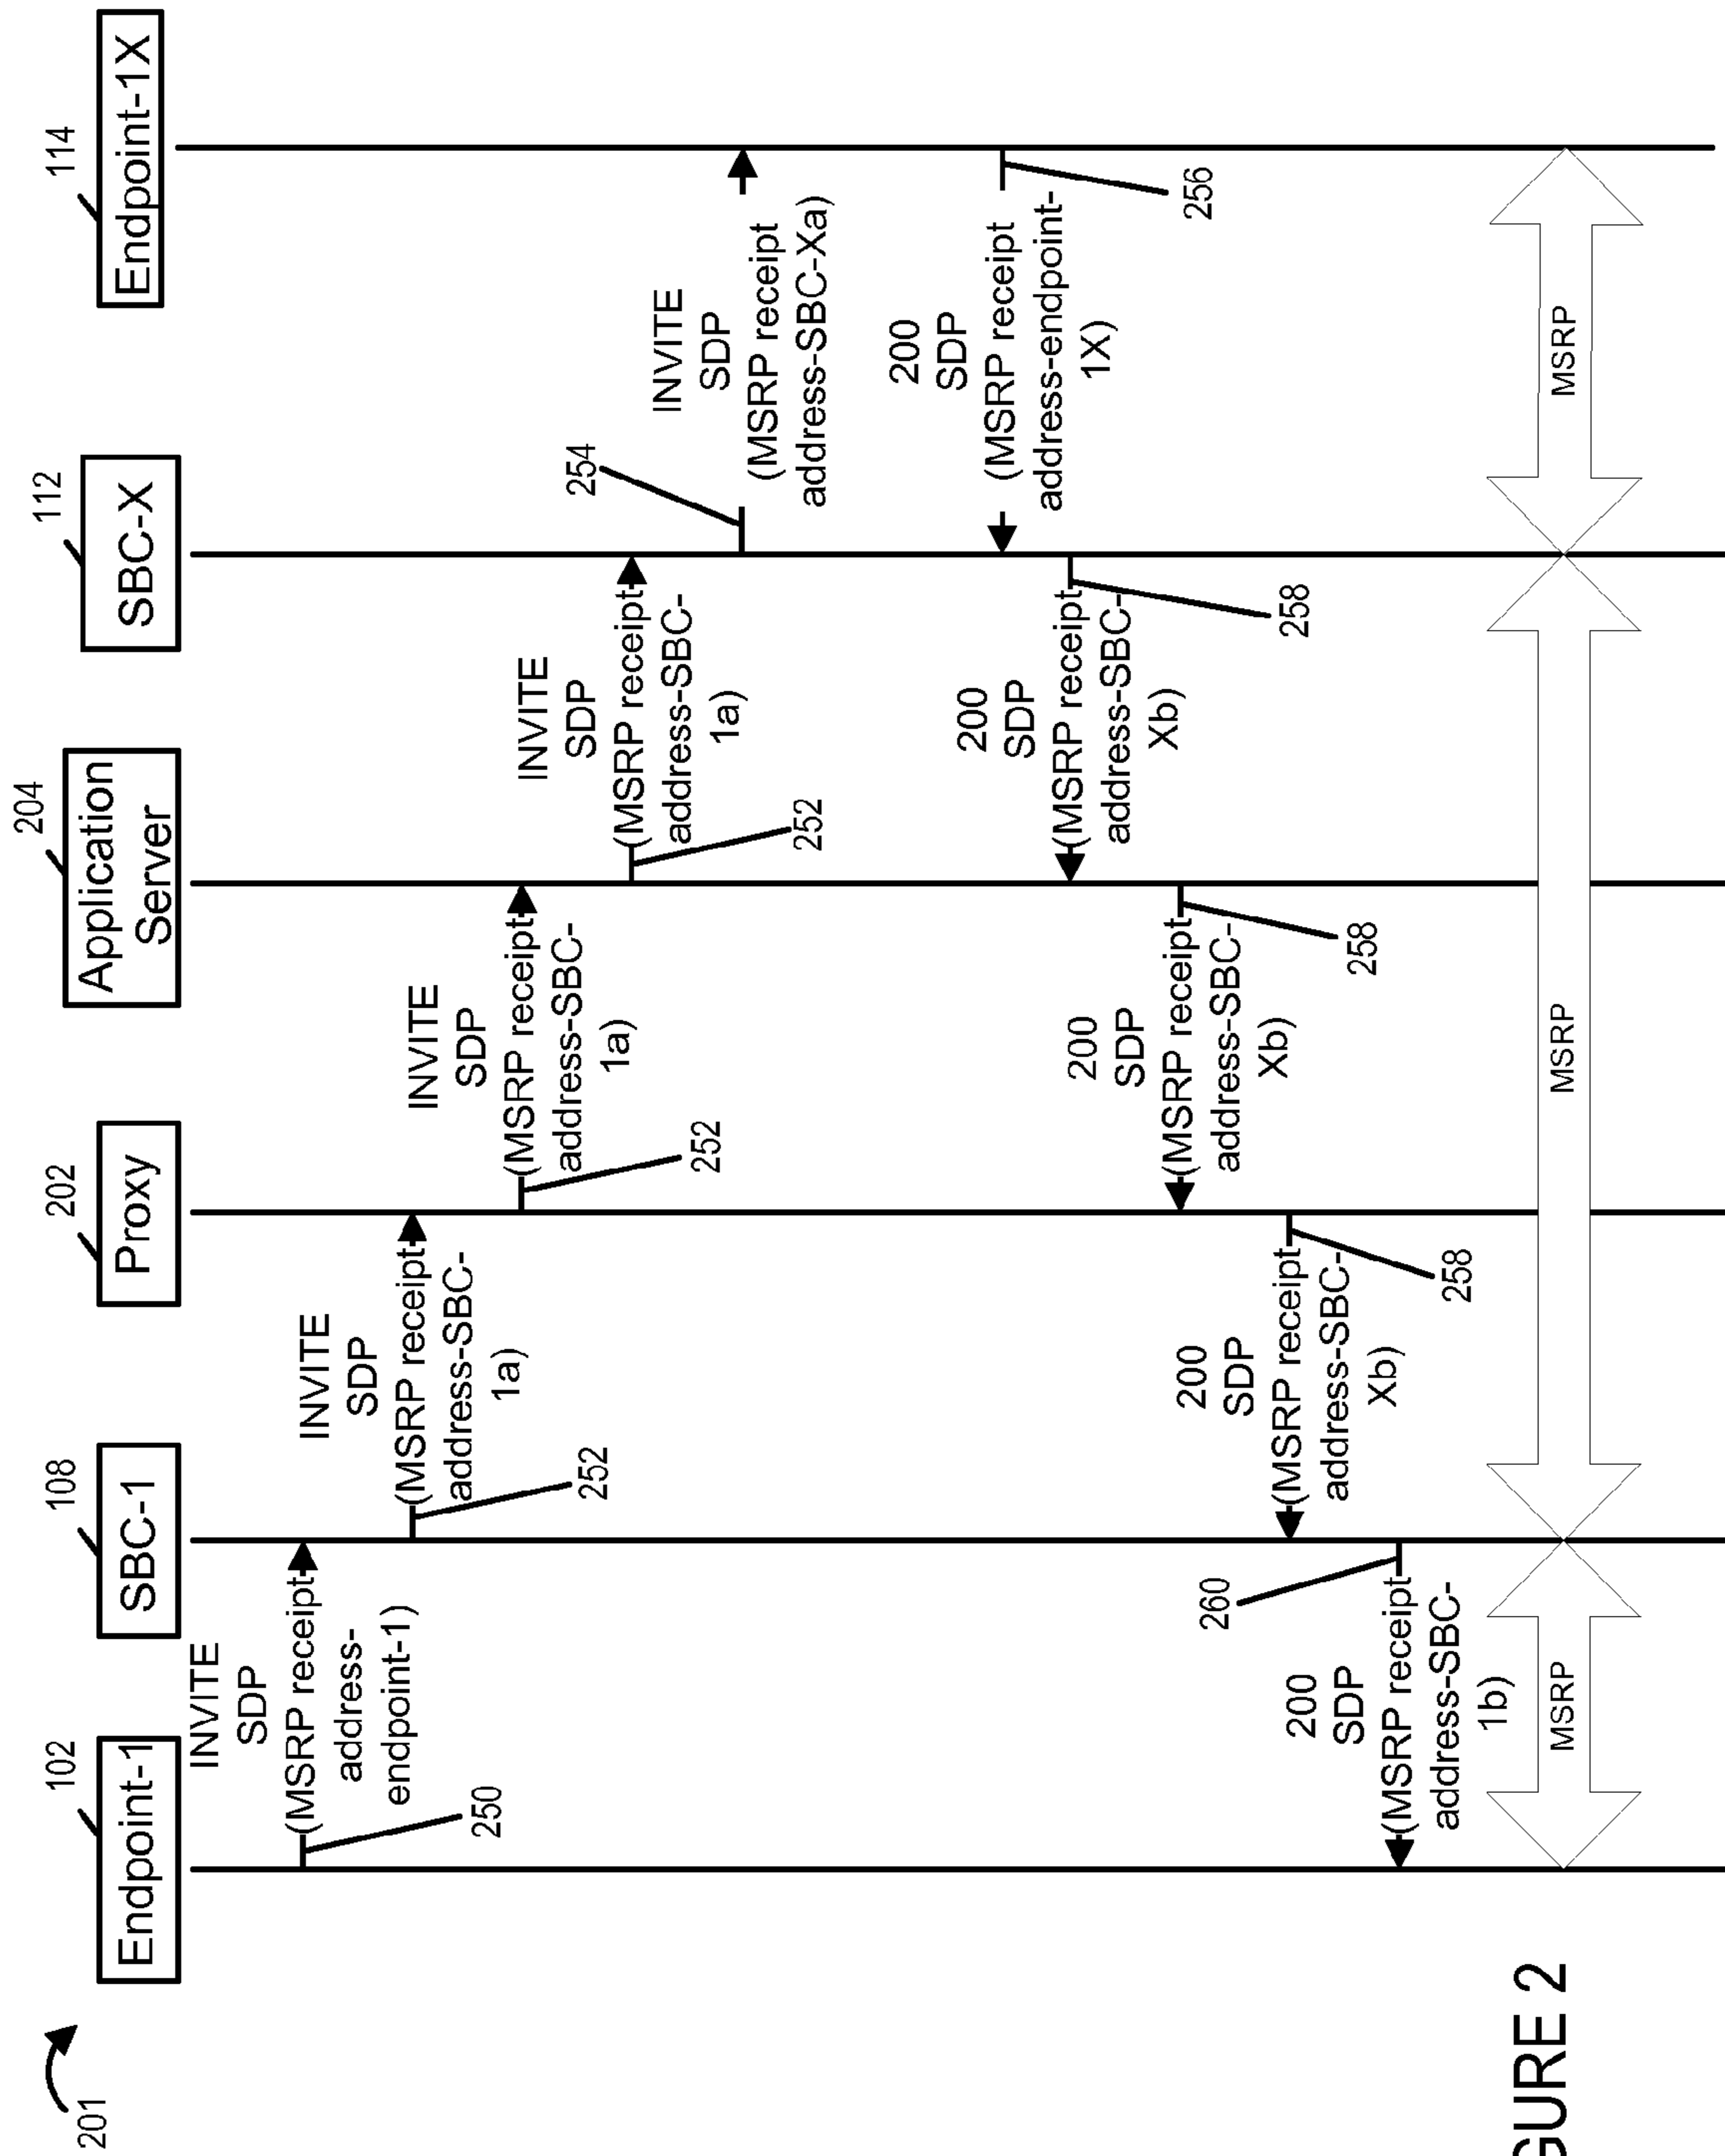 201
102
Endpoint-1
108
SBC-1
202
Proxy
204
Application
Server
112
SBC-X
114
Endpoint-1X
INVITE
SDP
(MSRP receipt
address-
endpoint-1)
250
INVITE
SDP
(MSRP receipt
address-SBC-
1a)
252
INVITE
SDP
(MSRP receipt
address-SBC-
1a)
252
INVITE
SDP
(MSRP receipt
address-SBC-
1a)
252
254
INVITE
SDP
(MSRP receipt
address-SBC-Xa)
200
SDP
(MSRP receipt
address-endpoint-
1X)
256
200
SDP
(MSRP receipt
address-SBC-
Xb)
258
200
SDP
(MSRP receipt
address-SBC-
Xb)
258
200
SDP
(MSRP receipt
address-SBC-
Xb)
258
260
200
SDP
(MSRP receipt
address-SBC-
1b)
MSRP
MSRP
MSRP
GURE 2